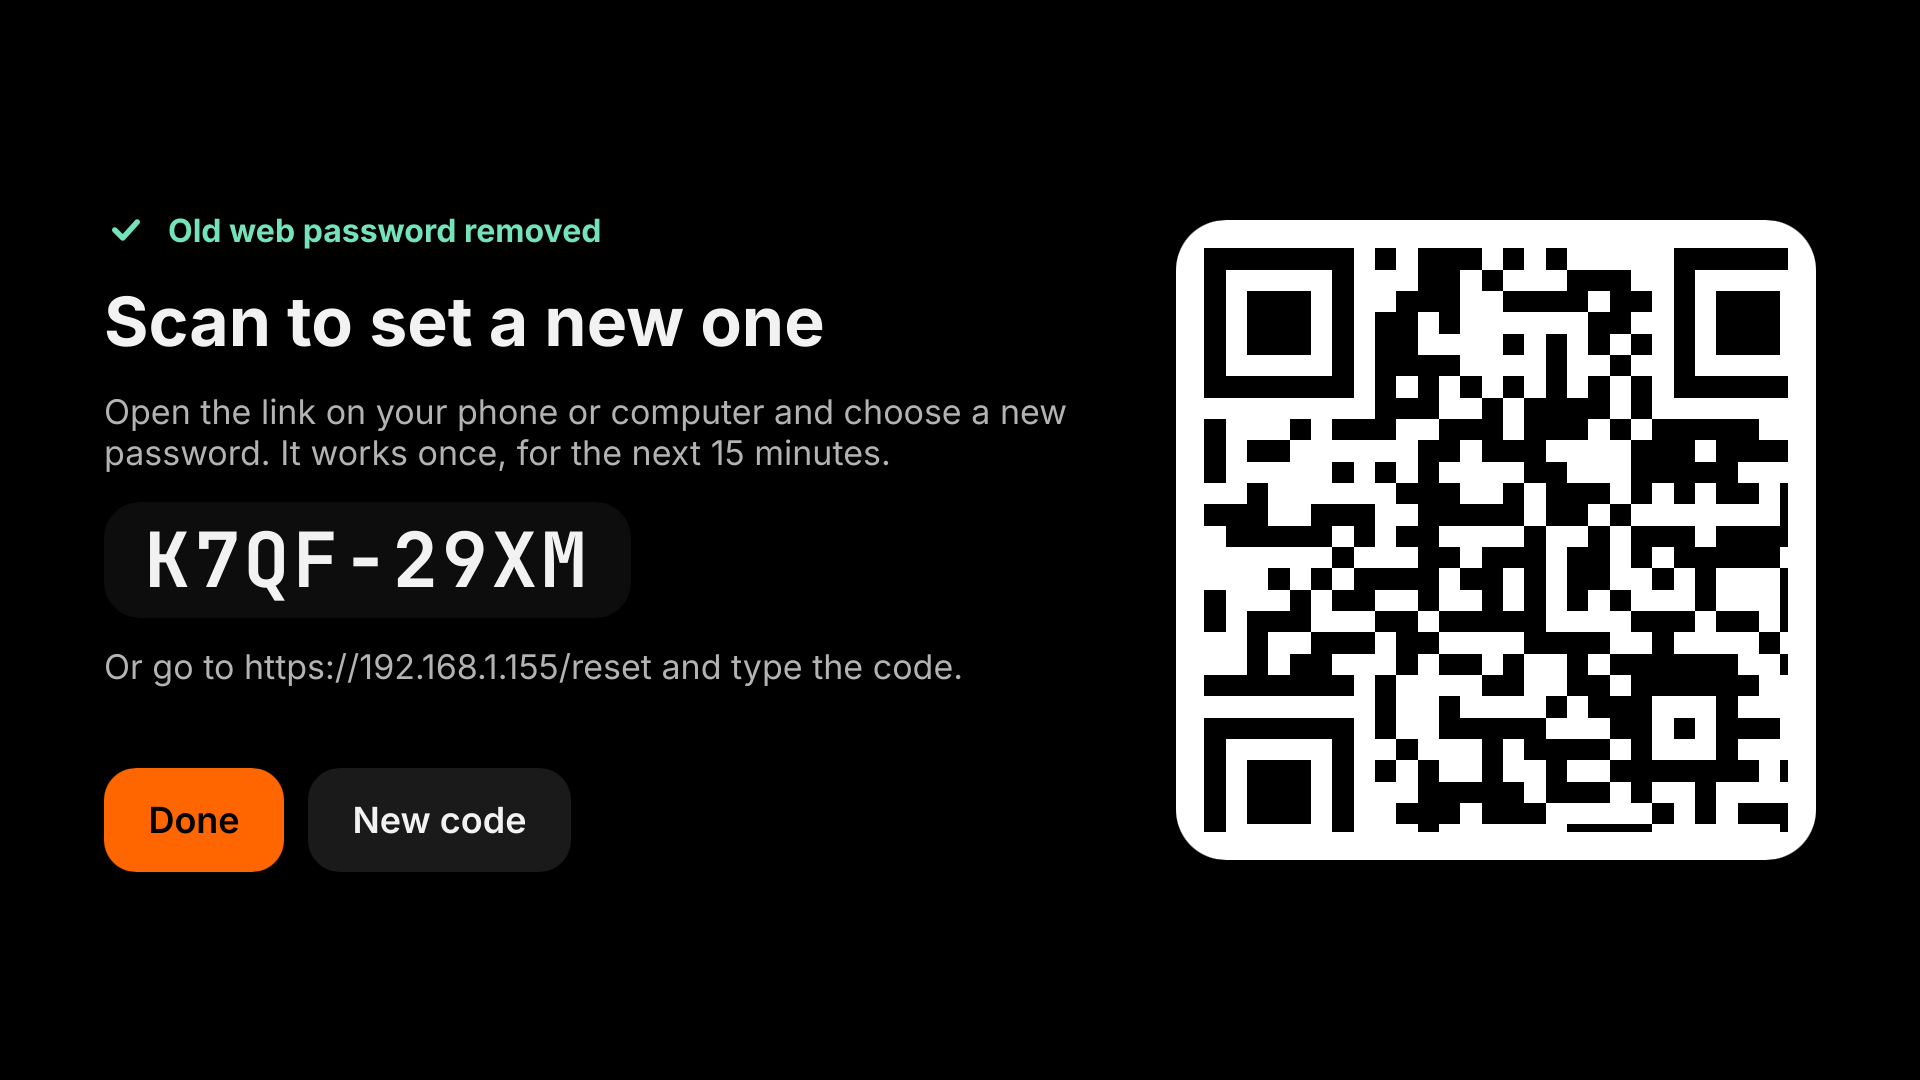 Old web password removed
Scan to set a new one
Open the link on your phone or computer and choose a new
password. It works once, for the next 15 minutes.
K7QF-29XM
Or go to https://192.168.1.155/reset and type the code.
Done
New code